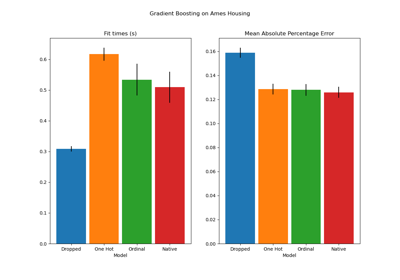 Gradient Boosting on Ames Housing
Fit times (s)
0.6
0.5
0.4
0.3
0.2
0.1
0.0
Dropped One Hot Ordinal Native
Model
Mean Absolute Percentage Error
0.16
0.14
0.12
0.10
0.08
0.06
0.04
0.02
0.00
Dropped One Hot Ordinal Native
Model